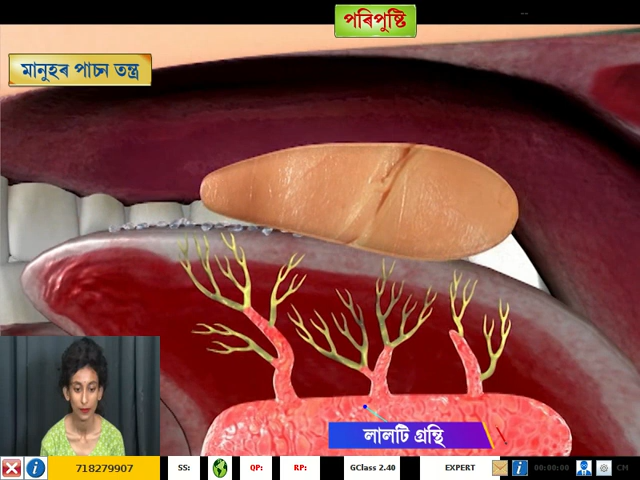 পৰিপুষ্টি
মানুহৰ পাচন তন্ত্ৰ
লালটি গ্ৰন্থি
718279907 SS: QP: RP: GClass 2.40 EXPERT 00:00:00 CM